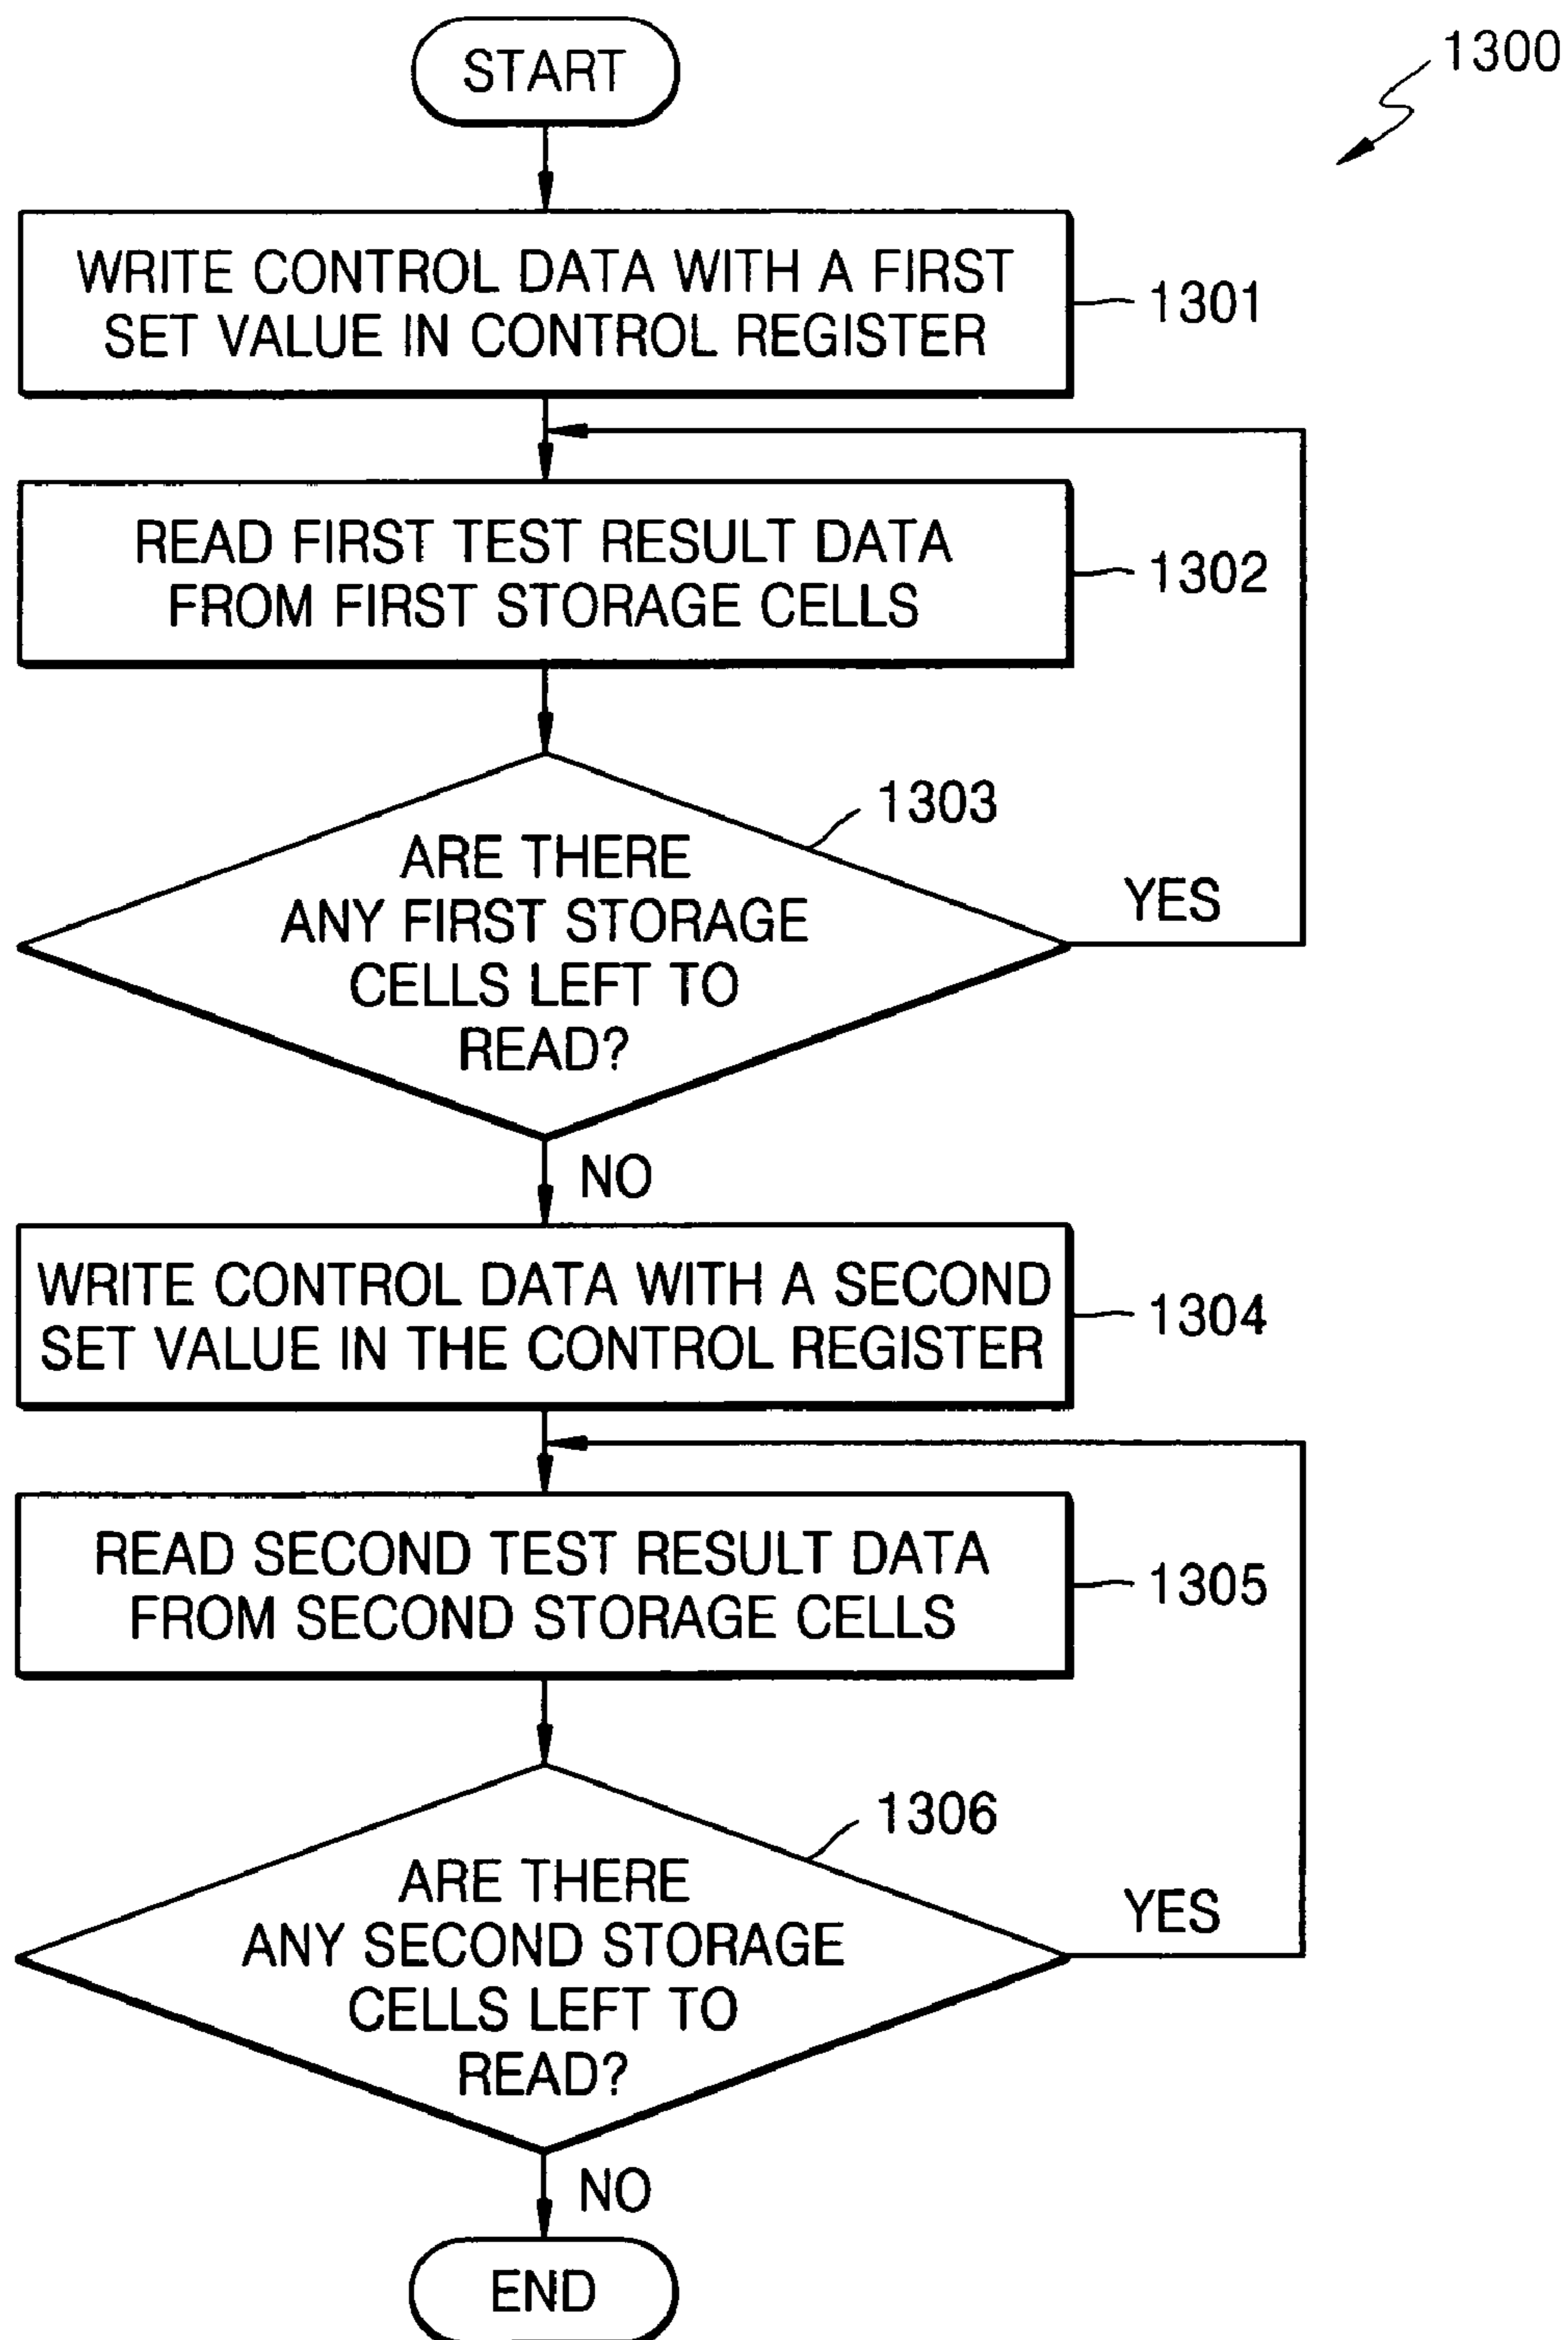 START
1300
WRITE CONTROL DATA WITH A FIRST
SET VALUE IN CONTROL REGISTER
1301
READ FIRST TEST RESULT DATA
FROM FIRST STORAGE CELLS
1302
1303
ARE THERE
ANY FIRST STORAGE
CELLS LEFT TO
READ?
YES
NO
WRITE CONTROL DATA WITH A SECOND
SET VALUE IN THE CONTROL REGISTER
1304
READ SECOND TEST RESULT DATA
FROM SECOND STORAGE CELLS
1305
1306
ARE THERE
ANY SECOND STORAGE
CELLS LEFT TO
READ?
YES
NO
END